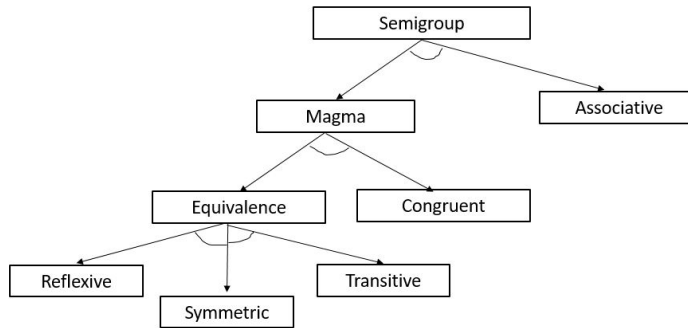 Semigroup
Magma
Associative
Equivalence
Congruent
Reflexive
Symmetric
Transitive